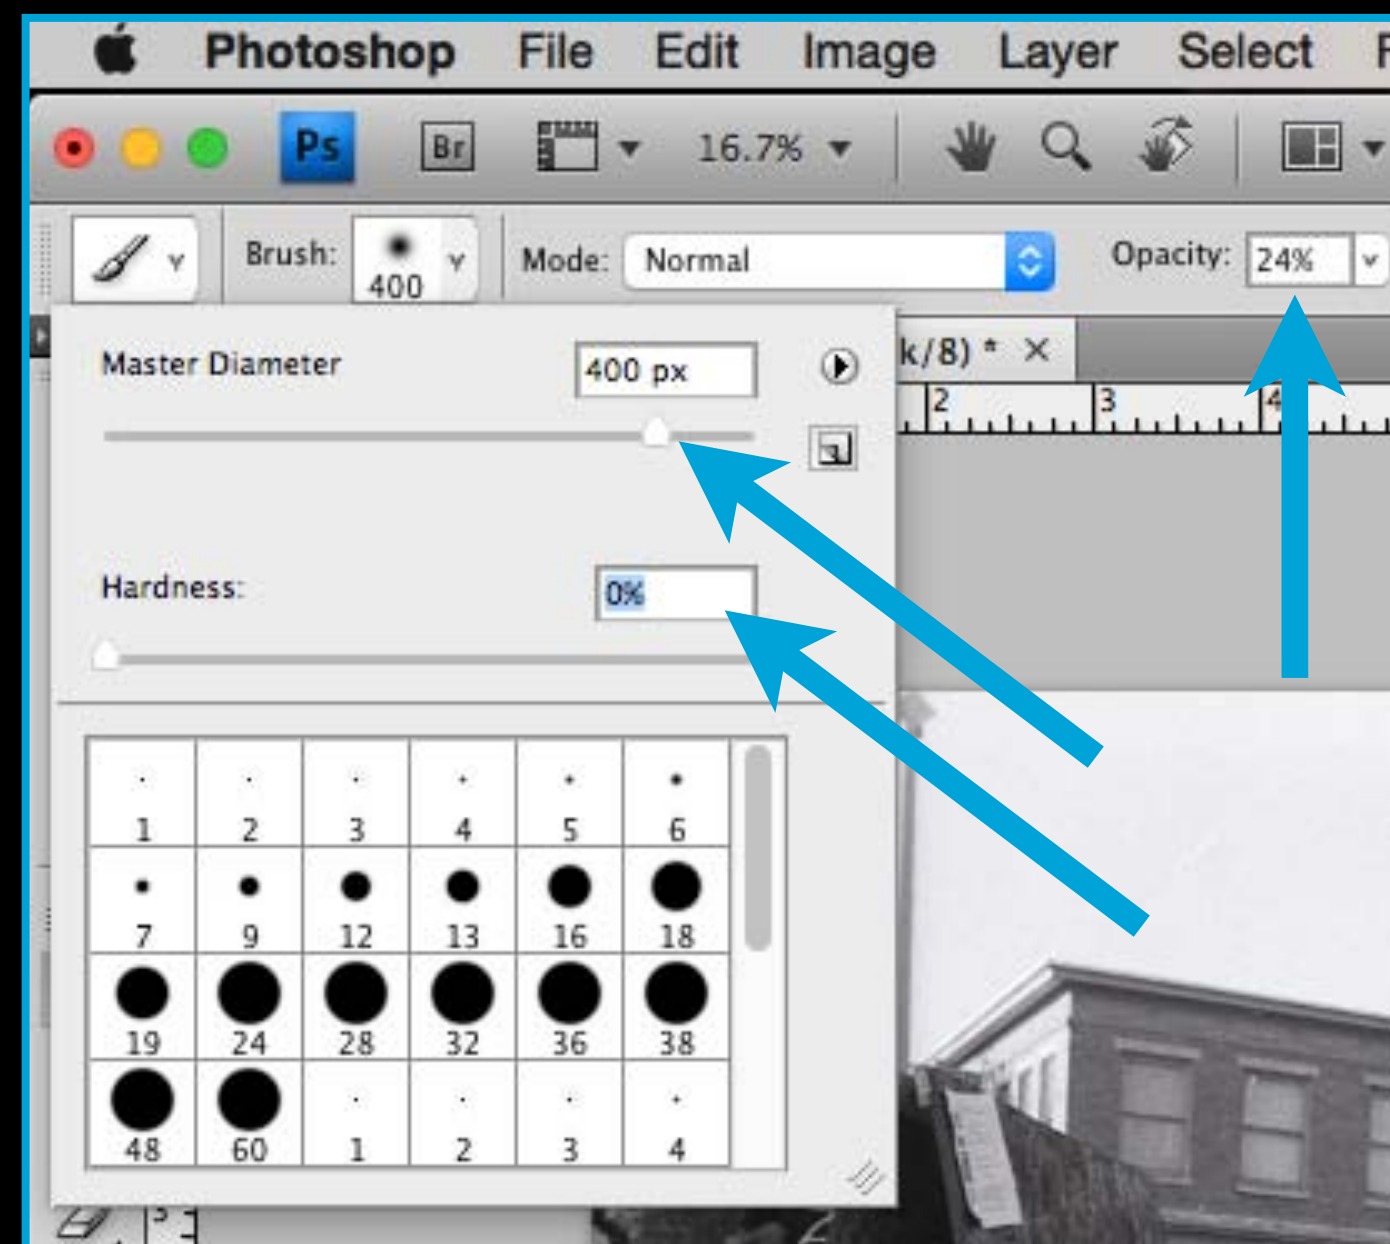 Photoshop File Edit Image Layer Select
Ps Br 16.7%
Brush: 400 Mode: Normal Opacity: 24%
k/8) * ×
Master Diameter 400 px
2 3 4
Hardness: 0%
1 2 3 4 5 6
7 9 12 13 16 18
19 24 28 32 36 38
48 60 1 2 3 4
3